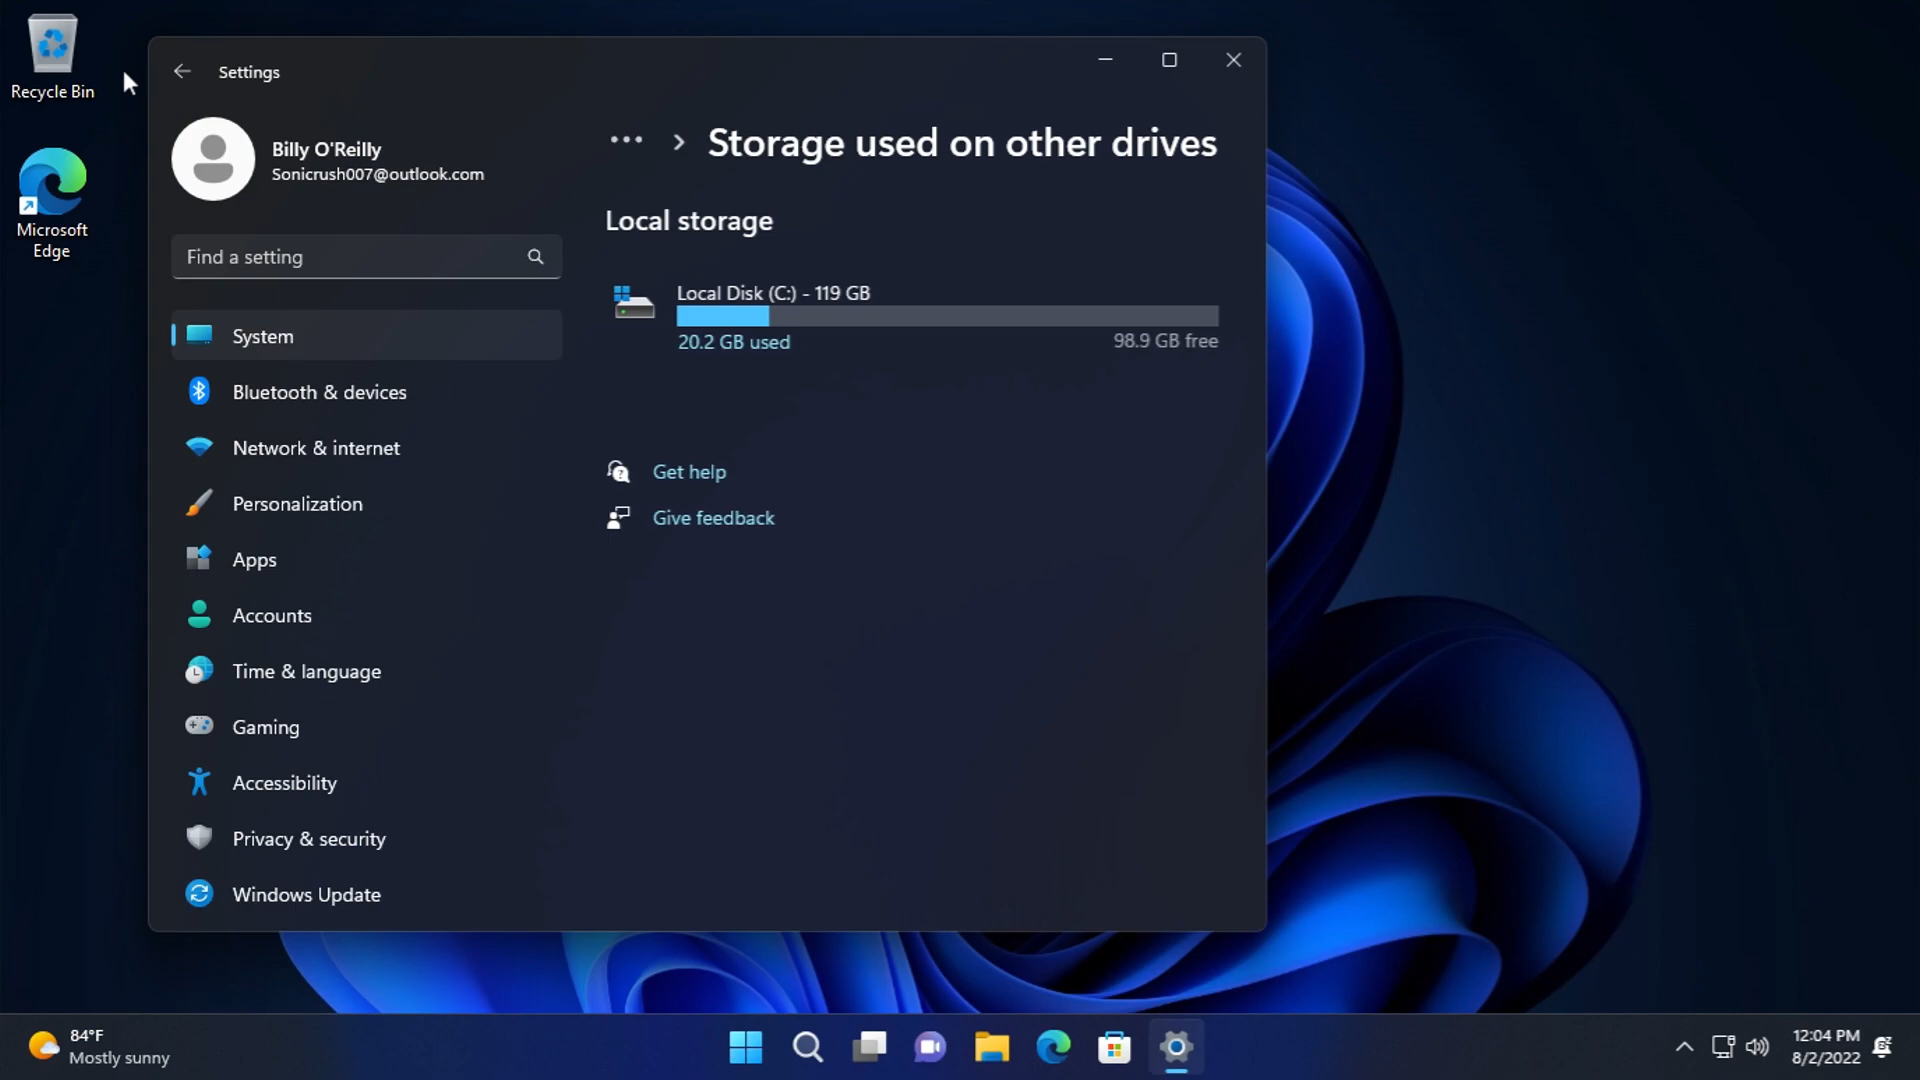 Recycle Bin
Microsoft
Edge
Settings
Billy O'Reilly
Sonicrush007@outlook.com
Find a setting
System
Bluetooth & devices
Network & internet
Personalization
Apps
Accounts
Time & language
Gaming
Accessibility
Privacy & security
Windows Update
... > Storage used on other drives
Local storage
Local Disk (C:) - 119 GB
20.2 GB used 98.9 GB free
Get help
Give feedback
84°F
Mostly sunny
12:04 PM
8/2/2022